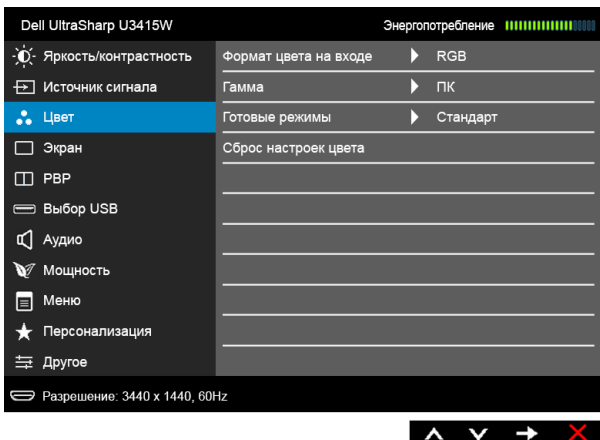 Dell UltraSharp U3415W
Энергопотребление
Яркость/контрастность
Формат цвета на входе
RGB
Источник сигнала
Гамма
ПК
Цвет
Готовые режимы
Стандарт
Экран
Сброс настроек цвета
PBP
Выбор USB
Аудио
Мощность
Меню
Персонализация
Другое
Разрешение: 3440 x 1440, 60Hz